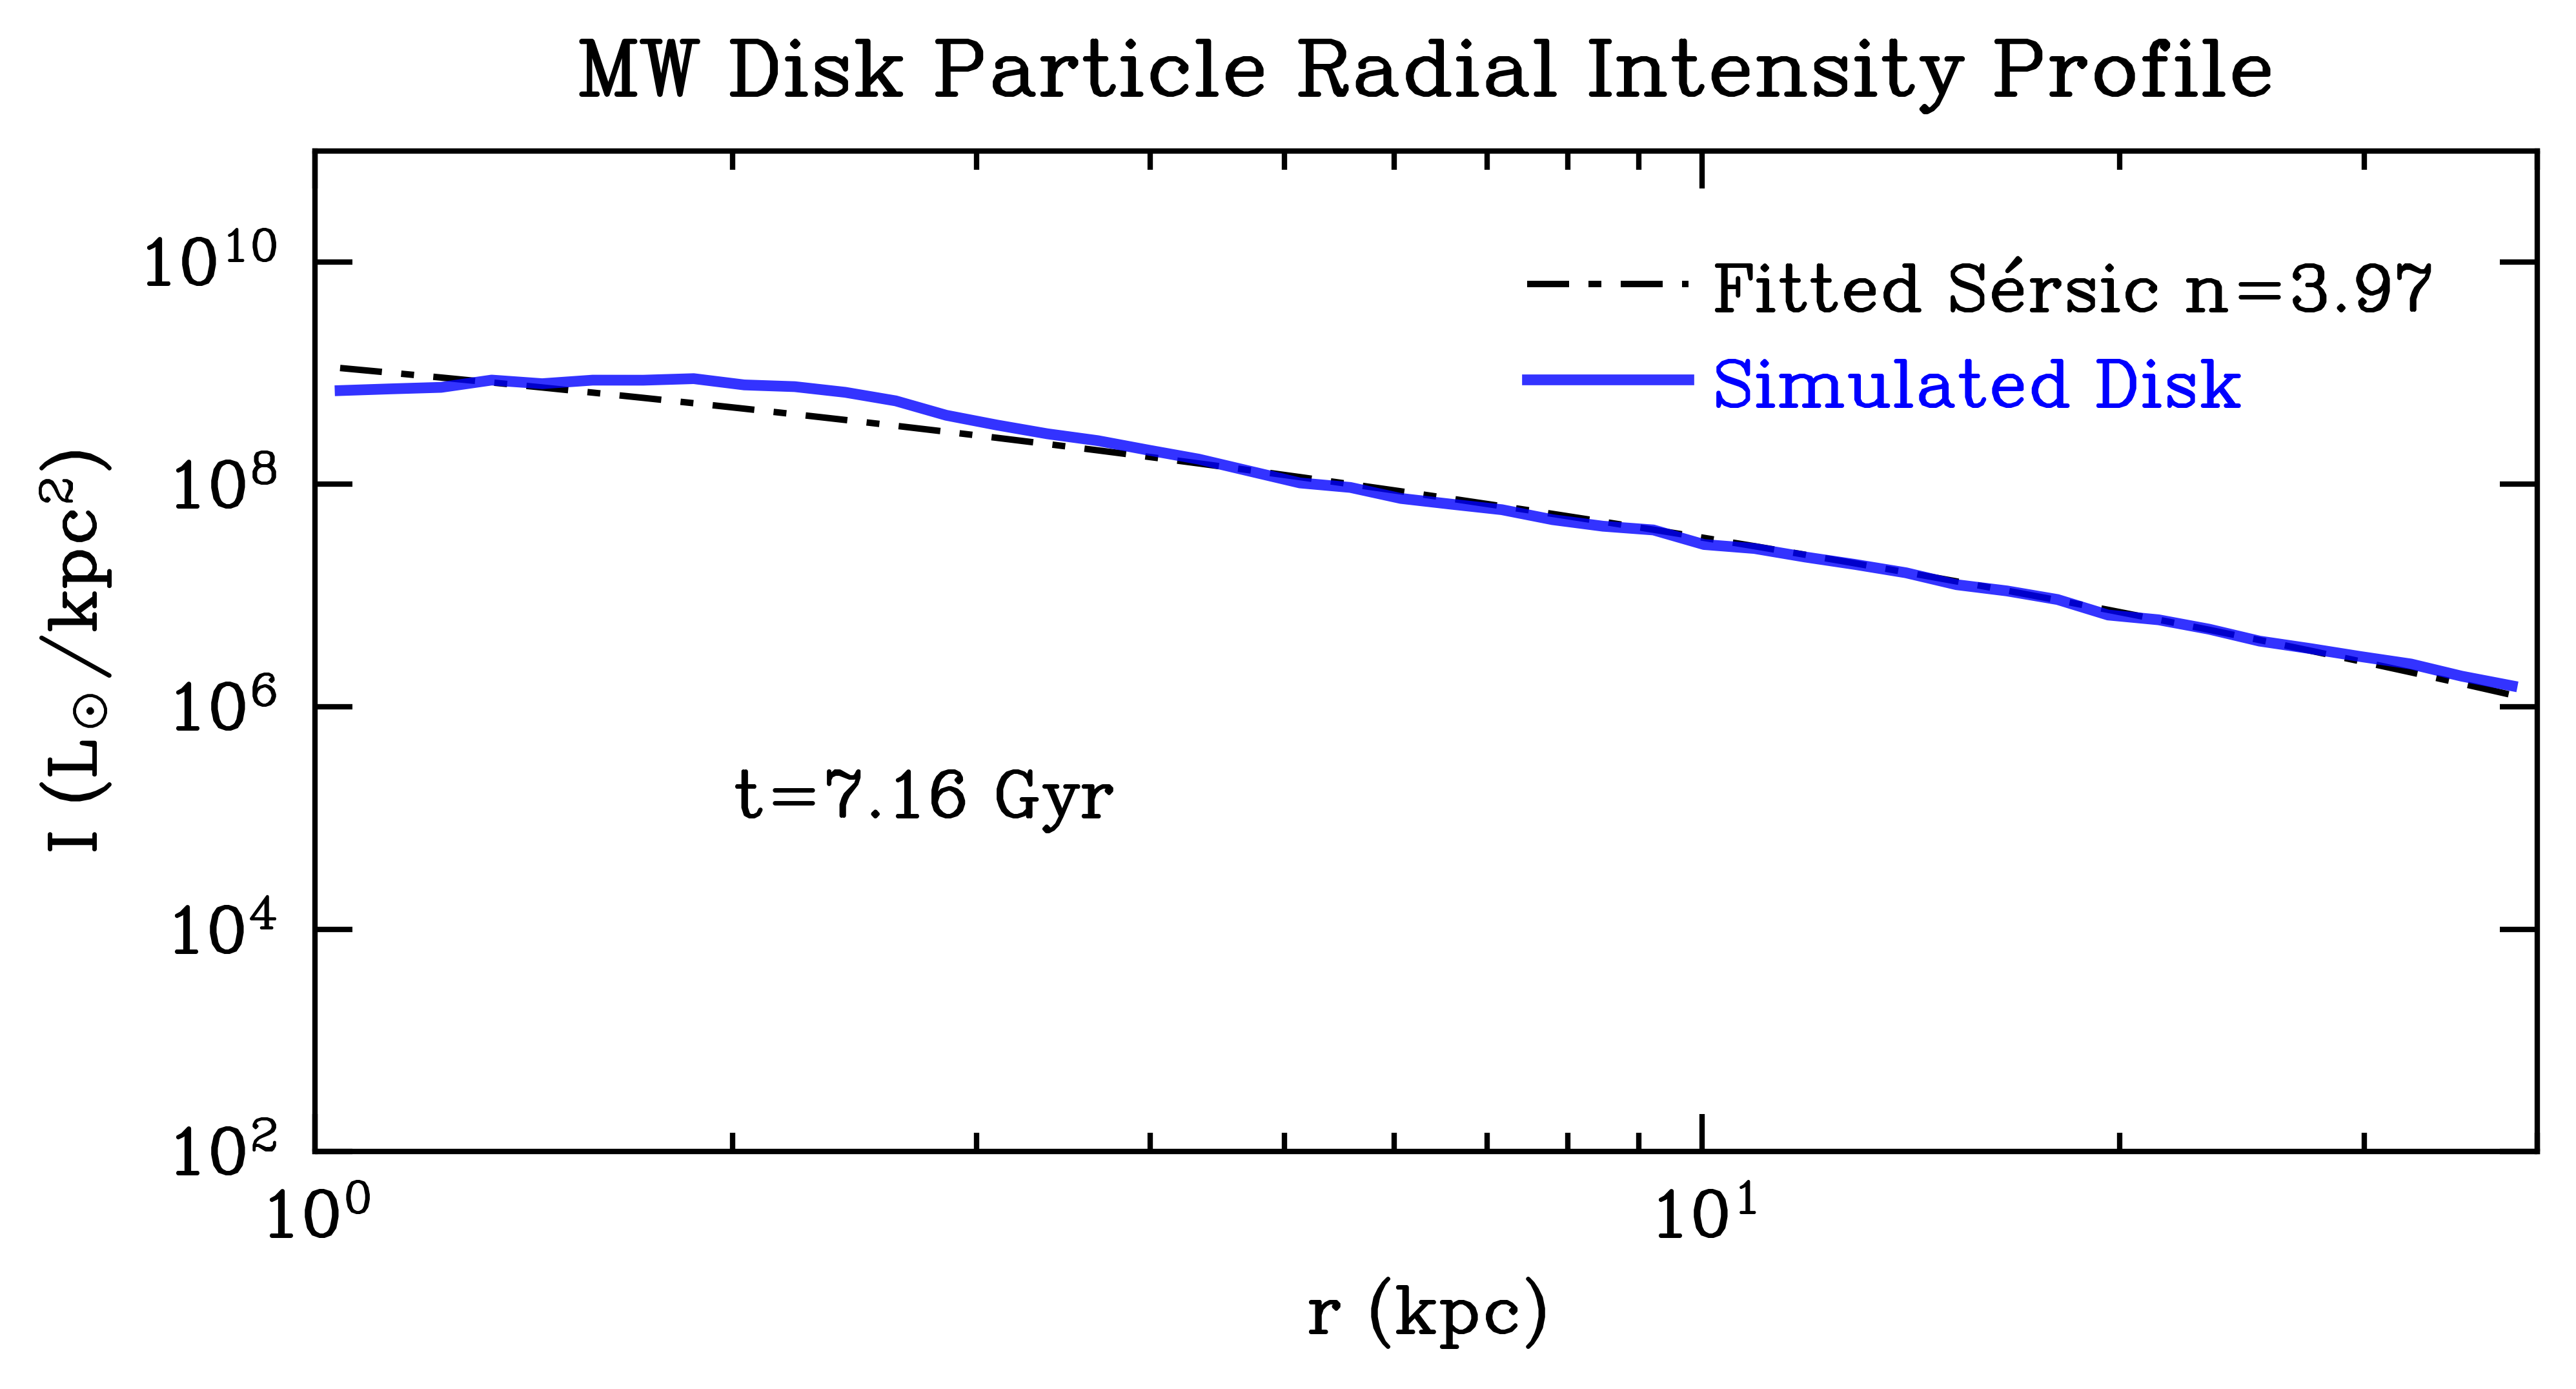 MW Disk Particle Radial Intensity Profile
10¹⁰
10⁸
10⁶
10⁴
10²
I (L☉/kpc²)
Fitted Sérsic n=3.97
Simulated Disk
t=7.16 Gyr
10⁰
10¹
r (kpc)